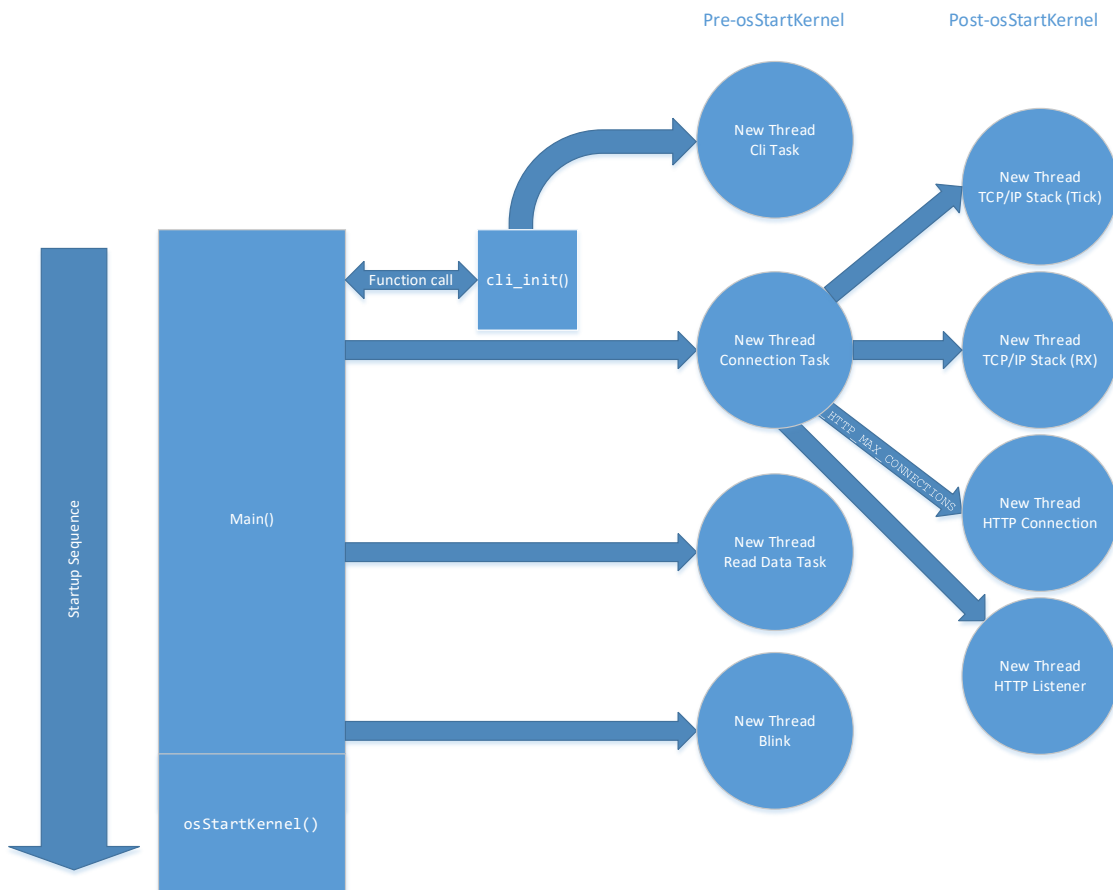 Pre-osStartKernel
Post-osStartKernel
New Thread
Cli Task
New Thread
TCP/IP Stack (Tick)
Function call
cli_init()
New Thread
Connection Task
New Thread
TCP/IP Stack (RX)
_HTTP_MAX_CONNECTIONS
New Thread
HTTP Connection
Startup Sequence
Main()
New Thread
Read Data Task
New Thread
HTTP Listener
New Thread
Blink
osStartKernel()